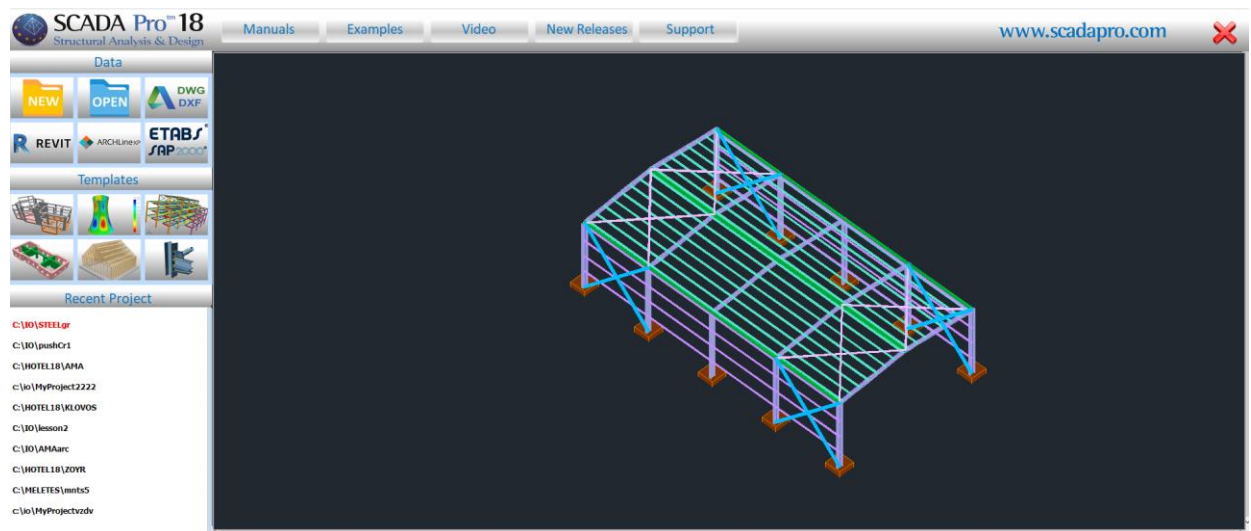 SCADA Pro™ 18
Structural Analysis & Design
Manuals
Examples
Video
New Releases
Support
www.scadapro.com
Data
NEW
OPEN
DWG
DXF
REVIT
ARCHLineXP
ETABS®
SAP2000®
Templates
Recent Project
C:\IO\STEELgr
C:\IO\pushCr1
C:\HOTEL18\AMA
c:\io\MyProject2222
C:\HOTEL18\KLOVOS
C:\IO\lesson2
C:\IO\AMAarc
C:\HOTEL18\ZOYR
C:\MELETES\mnts5
c:\io\MyProjectvzdv